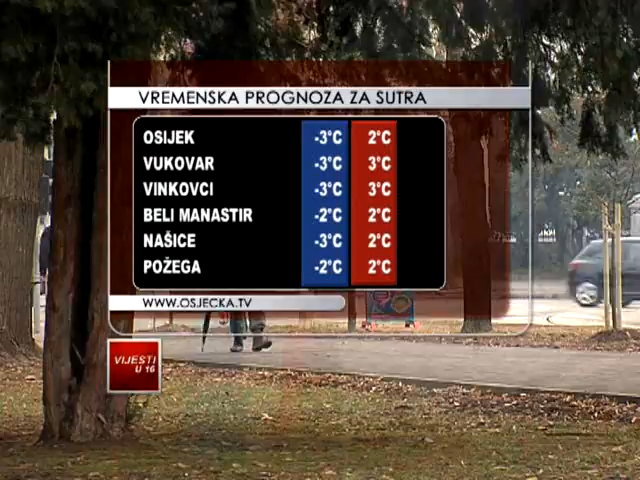 VREMENSKA PROGNOZA ZA SUTRA
OSIJEK -3°C 2°C
VUKOVAR -3°C 3°C
VINKOVCI -3°C 3°C
BELI MANASTIR -2°C 2°C
NAŠICE -3°C 2°C
POŽEGA -2°C 2°C
WWW.OSJECKA.TV
VIJESTI
U 16